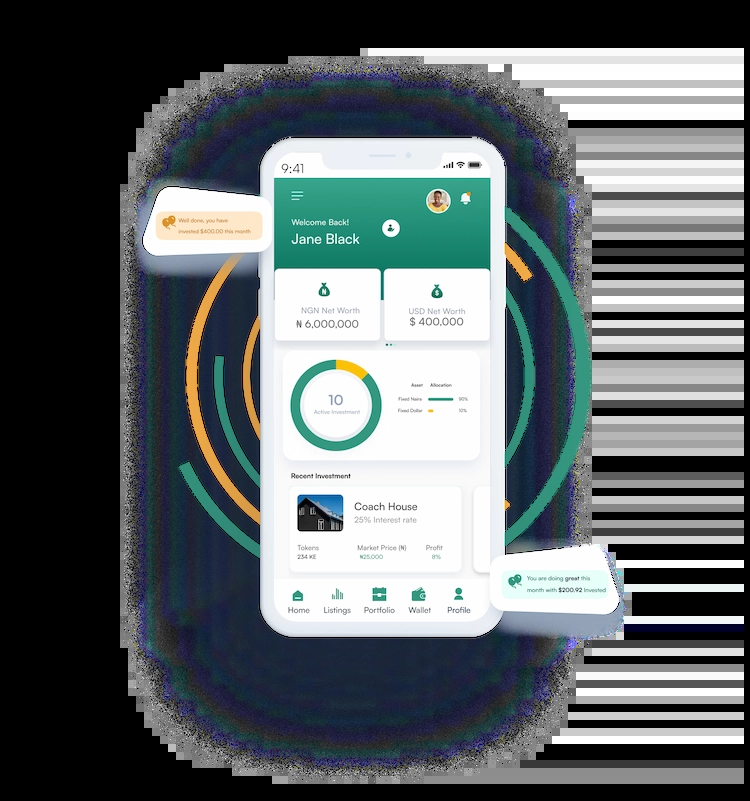 9:41
Welcome Back!
Jane Black
Well done, you have
invested $400.00 this month
NGN Net Worth
₦ 6,000,000
USD Net Worth
$ 400,000
10
Active Investment
Asset Allocation
Fixed Naira 90%
Fixed Dollar 10%
Recent Investment
Coach House
25% Interest rate
Tokens Market Price (₦) Profit
234 KE ₦25,000 8%
You are doing great this
month with $200.92 Invested
Home Listings Portfolio Wallet Profile